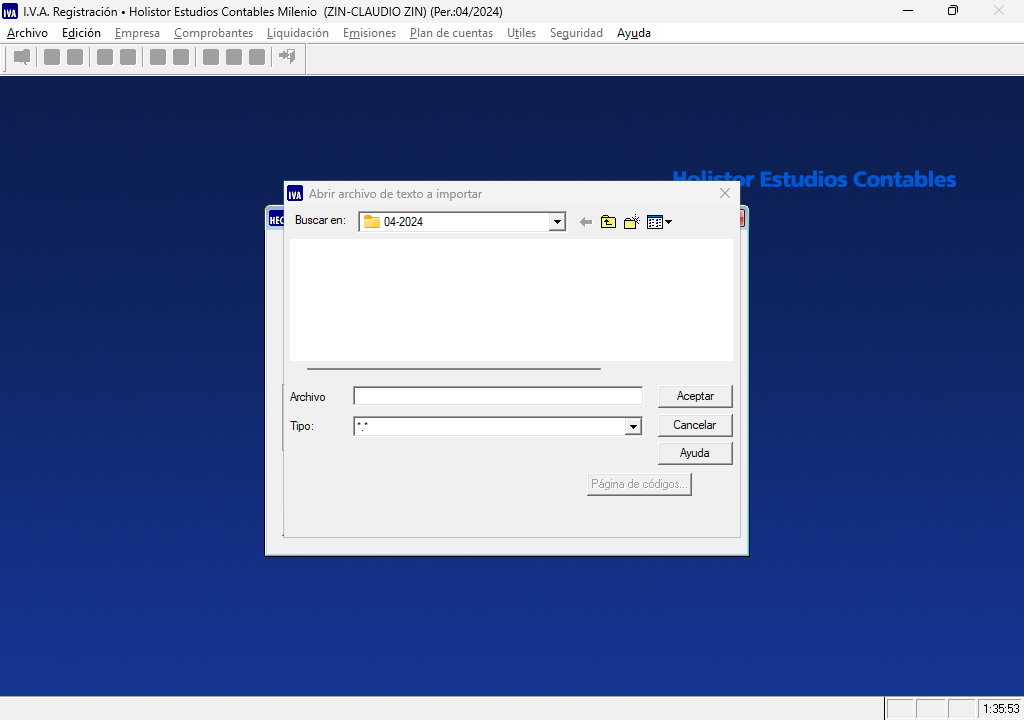 IVA I.V.A. Registración • Holistor Estudios Contables Milenio (ZIN-CLAUDIO ZIN) (Per.:04/2024)
Archivo Edición Empresa Comprobantes Liquidación Emisiones Plan de cuentas Utiles Seguridad Ayuda
Holistor Estudios Contables
IVA Abrir archivo de texto a importar
HEC
Buscar en: 04-2024
Archivo Aceptar
Tipo: *.* Cancelar
Ayuda
Página de códigos...
1:35:53